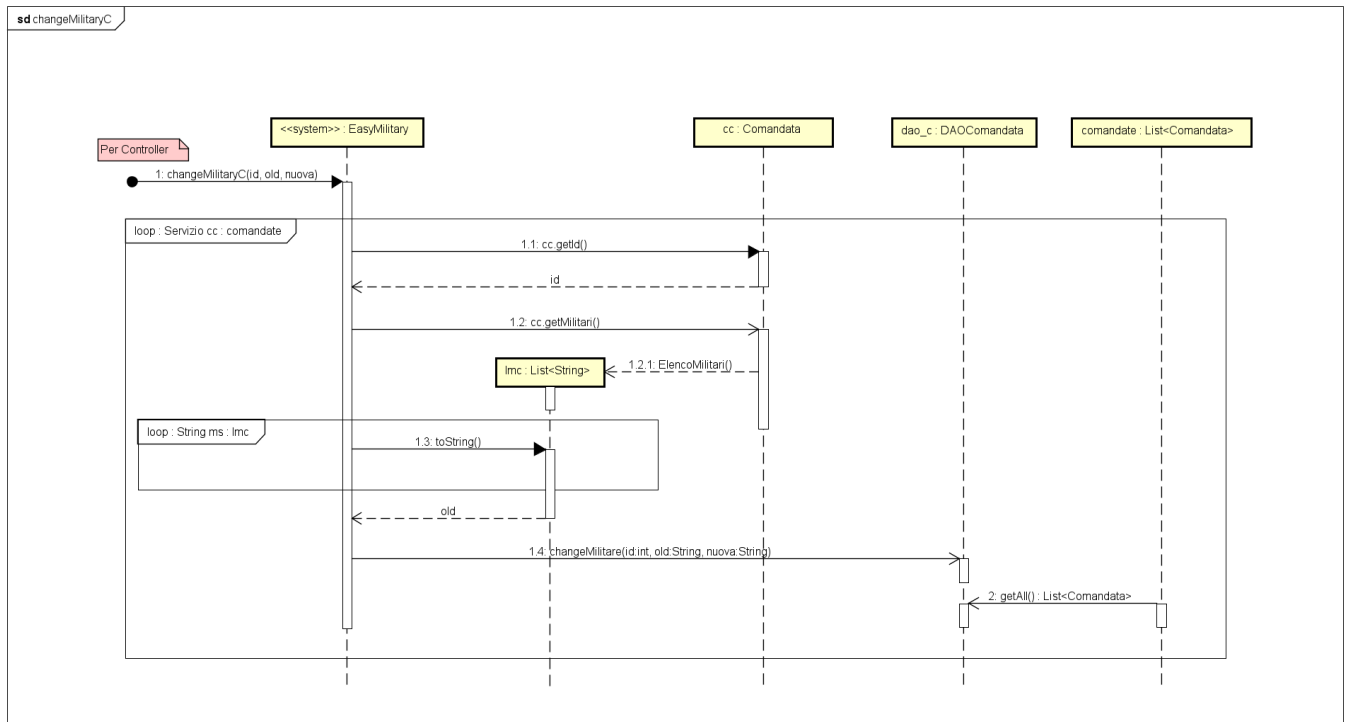 sd changeMilitaryC
<<system>> : EasyMilitary
cc : Comandata
dao_c : DAOComandata
comandate : List<Comandata>
Per Controller
1: changeMilitaryC(id, old, nuova)
loop : Servizio cc : comandate
1.1: cc.getId()
id
1.2: cc.getMilitari()
lmc : List<String>
1.2.1: ElencoMilitari()
loop : String ms : lmc
1.3: toString()
old
1.4: changeMilitare(id:int, old:String, nuova:String)
2: getAll() : List<Comandata>